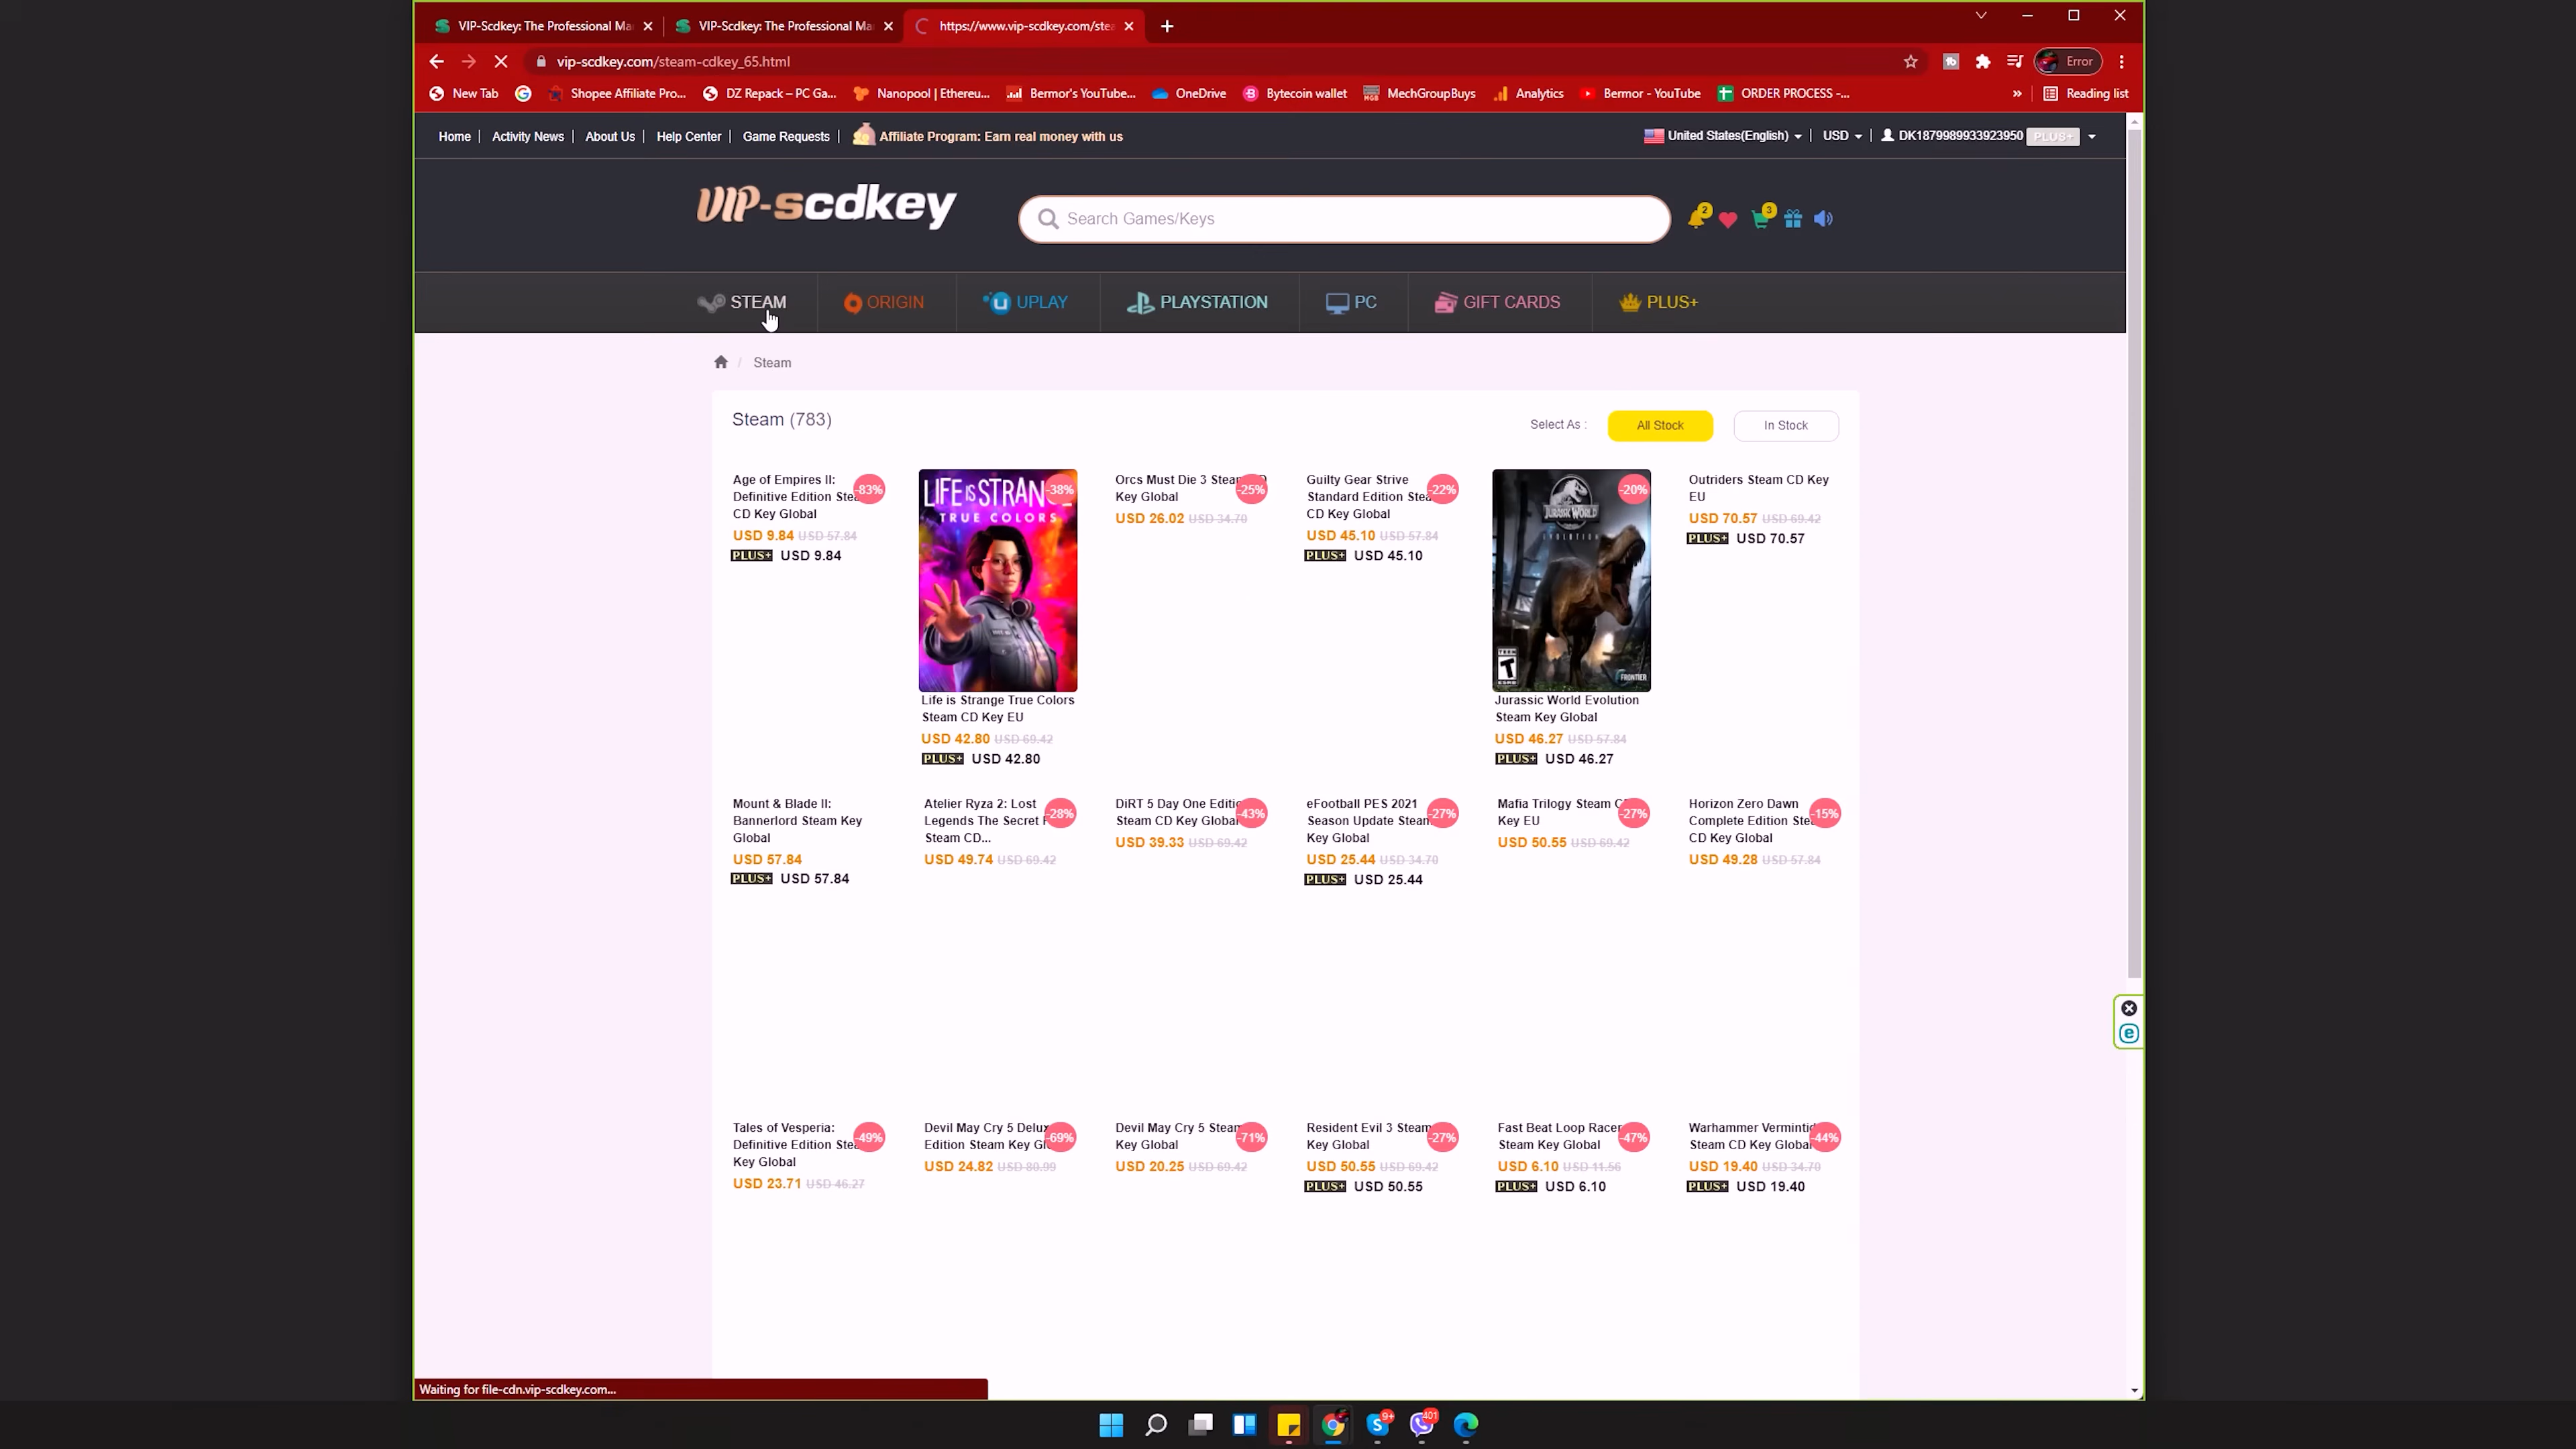 VIP-Scdkey: The Professional Ma
VIP-Scdkey: The Professional Ma
https://www.vip-scdkey.com/stea
vip-scdkey.com/steam-cdkey_65.html
Error
New Tab
Shopee Affiliate Pro...
DZ Repack – PC Ga...
Nanopool | Ethereu...
Bermor's YouTube...
OneDrive
Bytecoin wallet
MechGroupBuys
Analytics
Bermor - YouTube
ORDER PROCESS -...
»
Reading list
Home | Activity News | About Us | Help Center | Game Requests | Affiliate Program: Earn real money with us
United States(English) | USD | DK1879989933923950 PLUS+
VIP-scdkey
Search Games/Keys
2
3
STEAM
ORIGIN
UPLAY
PLAYSTATION
PC
GIFT CARDS
PLUS+
/ Steam
Steam (783)
Select As :
All Stock
In Stock
Age of Empires II:
Definitive Edition Stea
CD Key Global
-83%
USD 9.84 USD 57.84
PLUS+ USD 9.84
LIFE IS STRAN
TRUE COLORS
-38%
Life is Strange True Colors
Steam CD Key EU
USD 42.80 USD 69.42
PLUS+ USD 42.80
Orcs Must Die 3 Steam
Key Global
-25%
USD 26.02 USD 34.70
Guilty Gear Strive
Standard Edition Stea
CD Key Global
-22%
USD 45.10 USD 57.84
PLUS+ USD 45.10
JURASSIC WORLD
EVOLUTION
-20%
TEEN
T
ESRB
FRONTIER
Jurassic World Evolution
Steam Key Global
USD 46.27 USD 57.84
PLUS+ USD 46.27
Outriders Steam CD Key
EU
USD 70.57 USD 69.42
PLUS+ USD 70.57
Mount & Blade II:
Bannerlord Steam Key
Global
USD 57.84
PLUS+ USD 57.84
Atelier Ryza 2: Lost
Legends The Secret F
Steam CD...
-28%
USD 49.74 USD 69.42
DiRT 5 Day One Editio
Steam CD Key Global
-43%
USD 39.33 USD 69.42
eFootball PES 2021
Season Update Steam
Key Global
-27%
USD 25.44 USD 34.70
PLUS+ USD 25.44
Mafia Trilogy Steam C
Key EU
-27%
USD 50.55 USD 69.42
Horizon Zero Dawn
Complete Edition Stea
CD Key Global
-15%
USD 49.28 USD 57.84
Tales of Vesperia:
Definitive Edition Stea
Key Global
-49%
USD 23.71 USD 46.27
Devil May Cry 5 Delux
Edition Steam Key Gl
-69%
USD 24.82 USD 80.99
Devil May Cry 5 Steam
Key Global
-71%
USD 20.25 USD 69.42
Resident Evil 3 Steam
Key Global
-27%
USD 50.55 USD 69.42
PLUS+ USD 50.55
Fast Beat Loop Racer
Steam Key Global
-47%
USD 6.10 USD 11.56
PLUS+ USD 6.10
Warhammer Vermintid
Steam CD Key Global
-44%
USD 19.40 USD 34.70
PLUS+ USD 19.40
Waiting for file-cdn.vip-scdkey.com...
9+
401